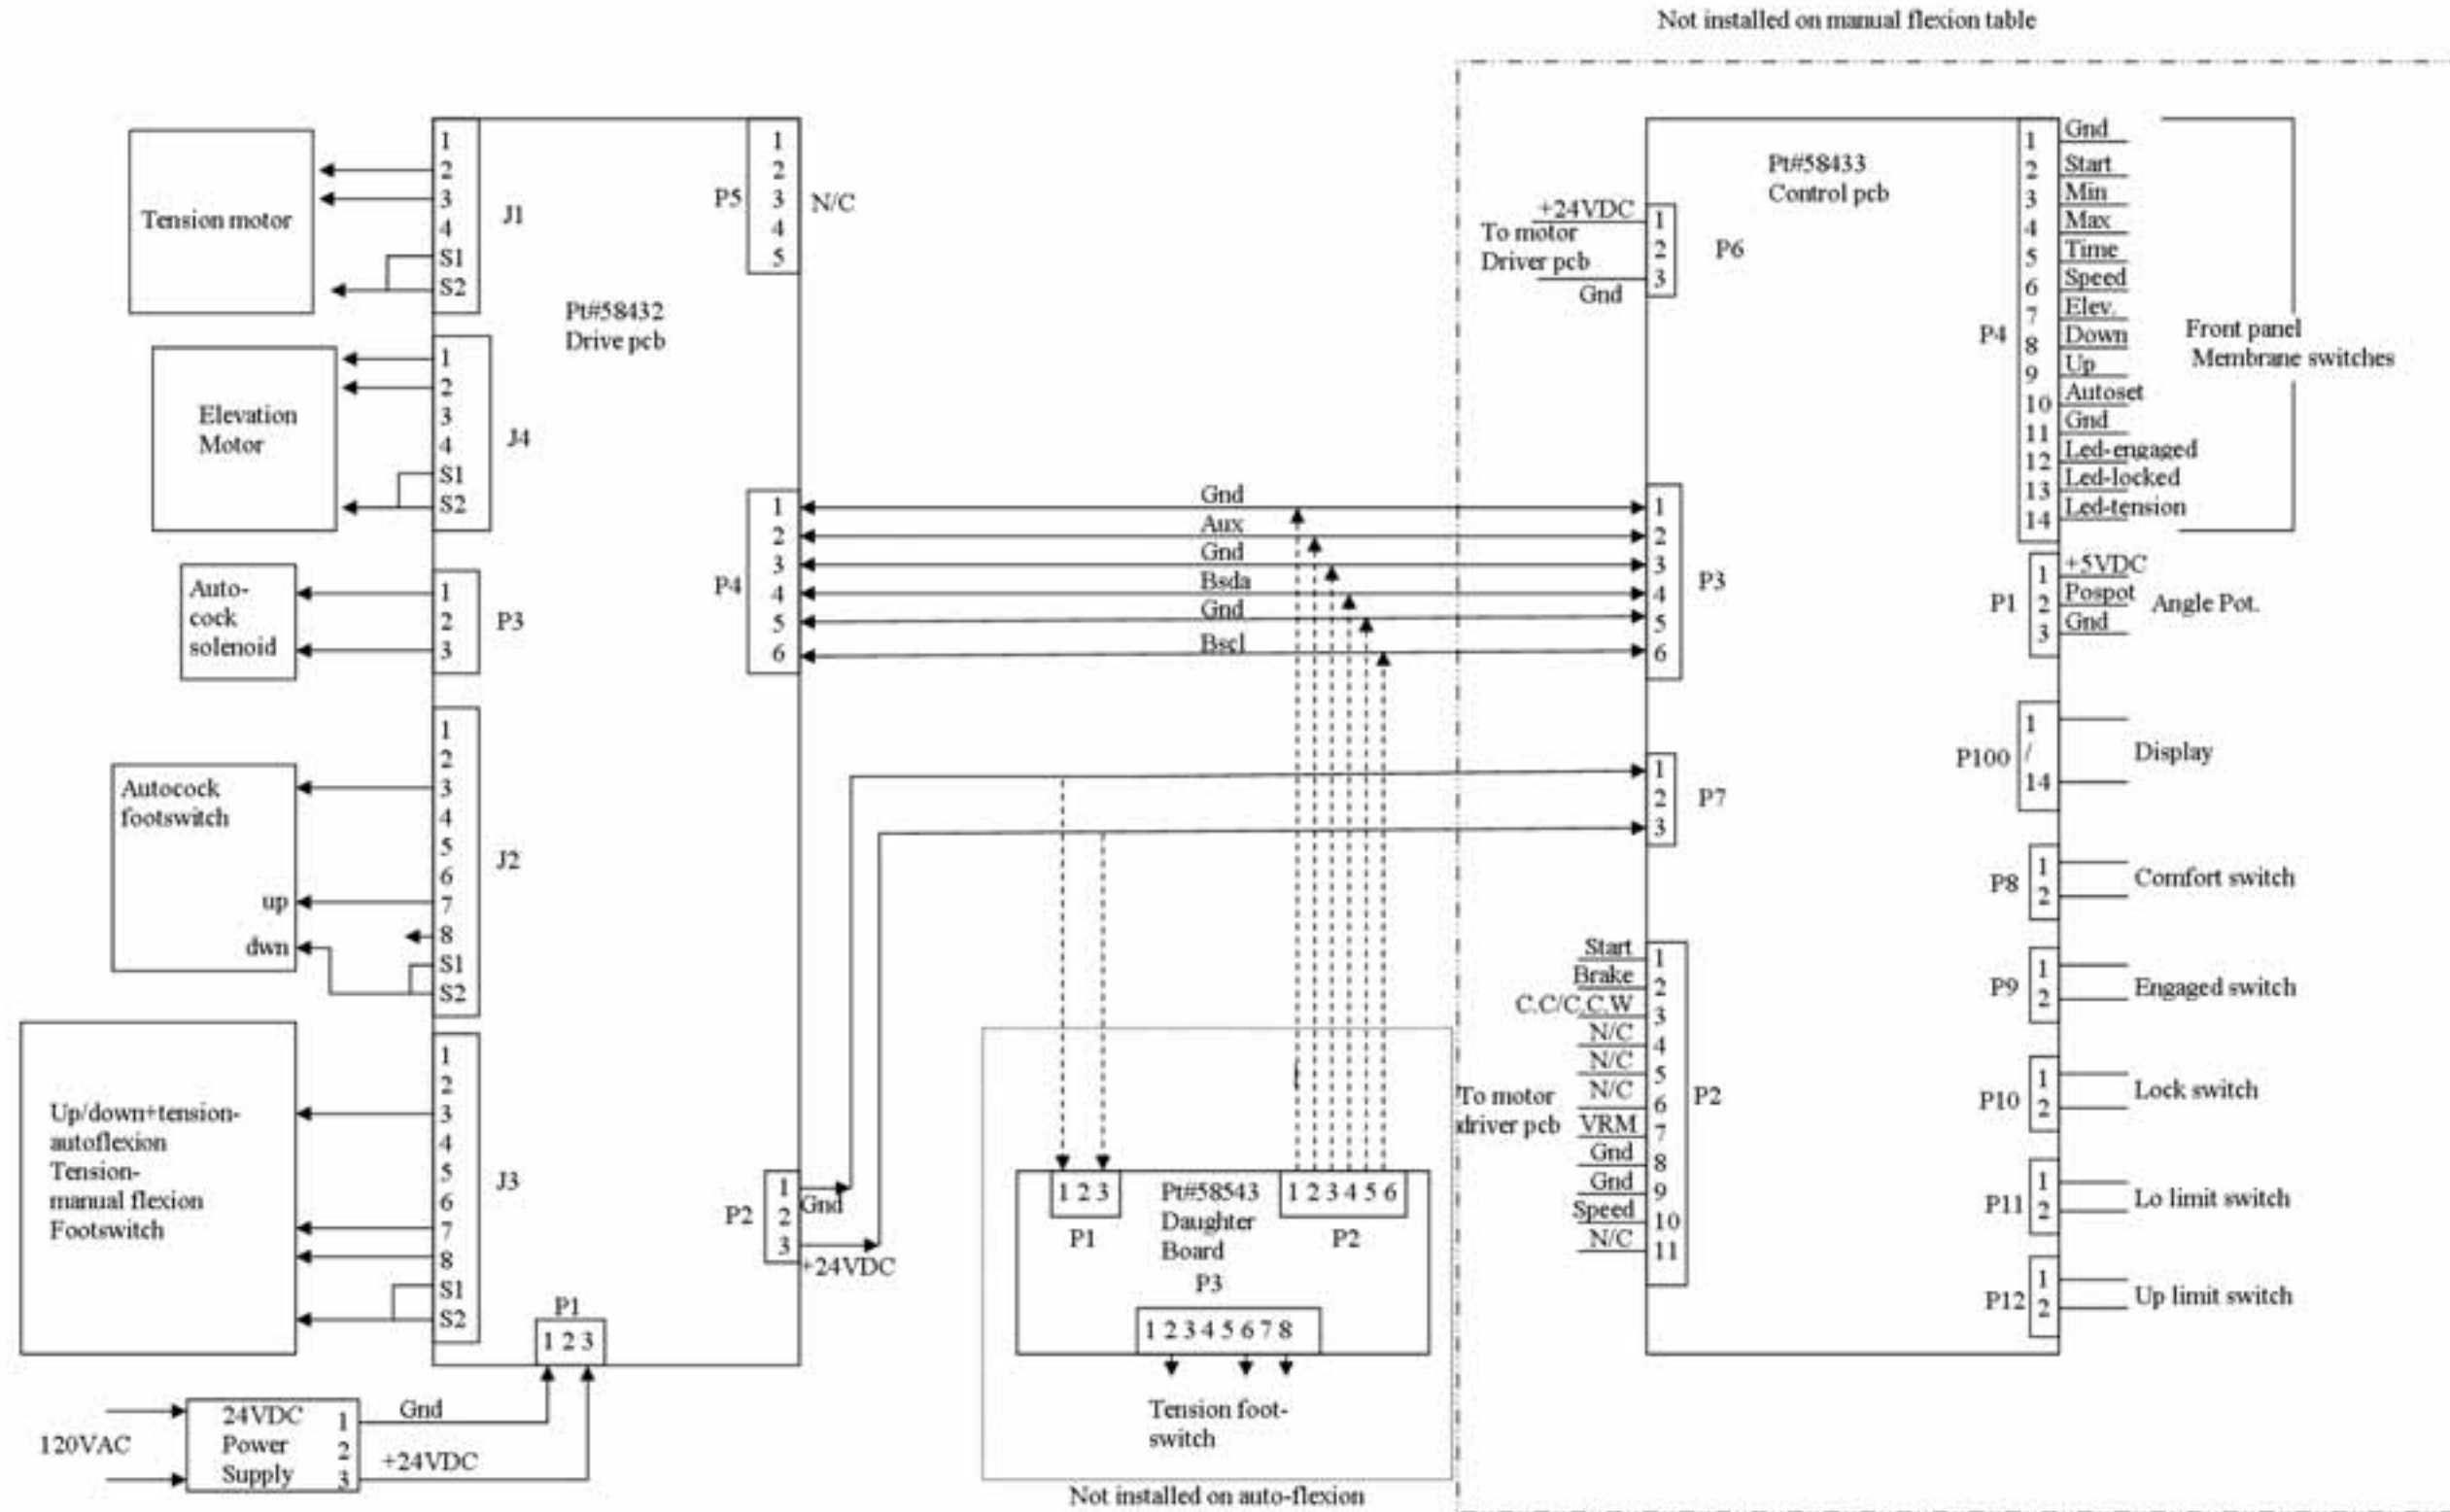 Not installed on manual flexion table
Tension motor
1
2
3
4
S1
S2
J1
Elevation
Motor
1
2
3
4
S1
S2
J4
Auto-
cock
solenoid
1
2
3
P3
Autocock
footswitch
up
dwn
1
2
3
4
5
6
7
8
S1
S2
J2
Up/down+tension-
autoflexion
Tension-
manual flexion
Footswitch
1
2
3
4
5
6
7
8
S1
S2
J3
120VAC
24VDC
Power
Supply
1
2
3
Gnd
+24VDC
P1
1 2 3
Pt#58432
Drive pcb
P5
1
2
3
4
5
N/C
P4
1
2
3
4
5
6
Gnd
Aux
Gnd
Bsda
Gnd
Bscl
P2
1
2
3
Gnd
+24VDC
1 2 3
P1
Pt#58543
Daughter
Board
1 2 3 4 5 6
P2
P3
1 2 3 4 5 6 7 8
Tension foot-
switch
Not installed on auto-flexion
Pt#58433
Control pcb
+24VDC
To motor
Driver pcb
Gnd
1
2
3
P6
1
2
3
4
5
6
P3
1
2
3
P7
To motor
driver pcb
Start
Brake
C.C/C.C.W
N/C
N/C
N/C
VRM
Gnd
Gnd
Speed
N/C
1
2
3
4
5
6
7
8
9
10
11
P2
P4
1 Gnd
2 Start
3 Min
4 Max
5 Time
6 Speed
7 Elev.
8 Down
9 Up
10 Autoset
11 Gnd
12 Led-engaged
13 Led-locked
14 Led-tension
Front panel
Membrane switches
P1
1 +5VDC
2 Pospot
3 Gnd
Angle Pot.
P100
1
/
14
Display
P8
1
2
Comfort switch
P9
1
2
Engaged switch
P10
1
2
Lock switch
P11
1
2
Lo limit switch
P12
1
2
Up limit switch